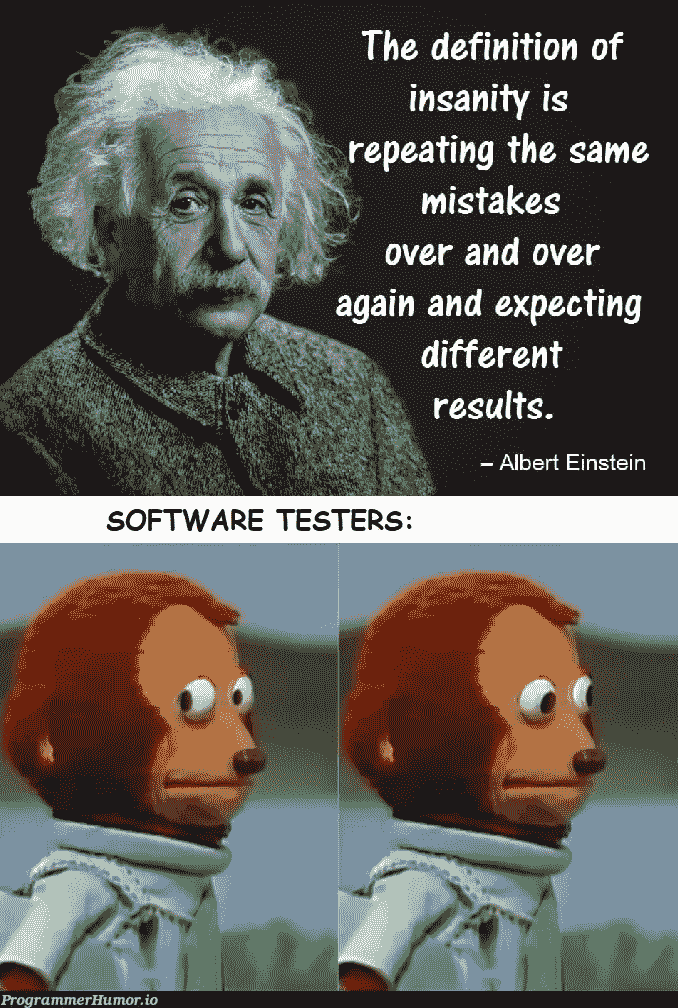 The definition of
insanity is
repeating the same
mistakes
over and over
again and expecting
different
results.
– Albert Einstein
SOFTWARE TESTERS:
ProgrammerHumor.io